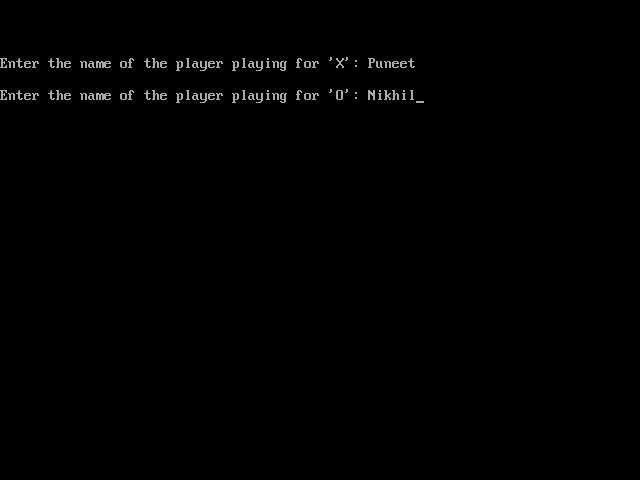 Enter the name of the player playing for 'X': Puneet
Enter the name of the player playing for 'O': Nikhil_